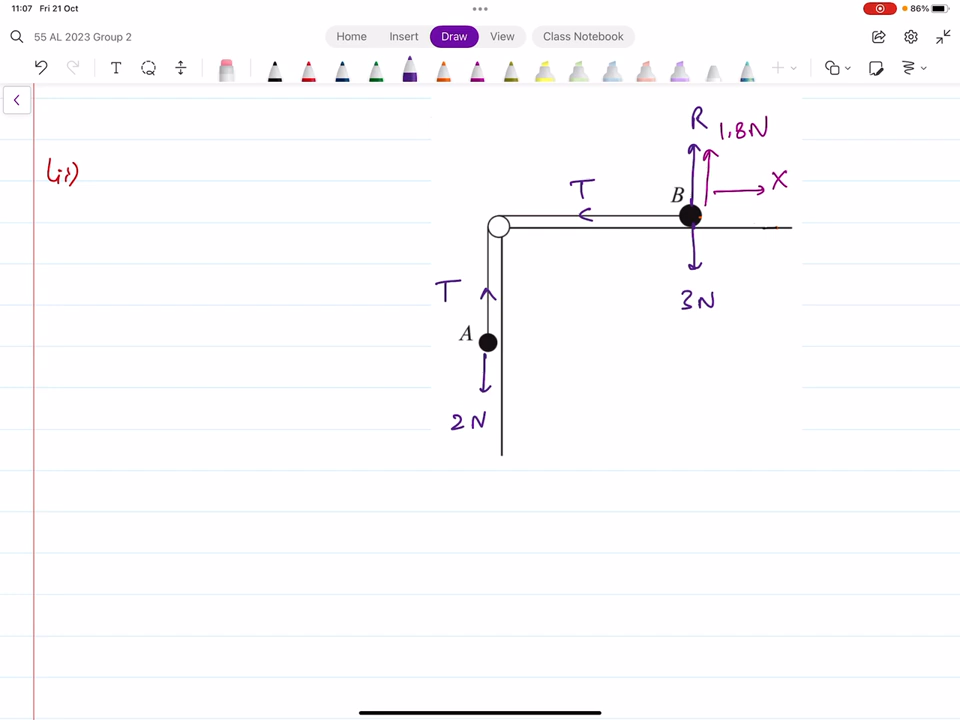 11:07 Fri 21 Oct
86%
55 AL 2023 Group 2
Home Insert Draw View Class Notebook
T
(ii)
R
1.8N
X
B
T
T
3N
A
2N